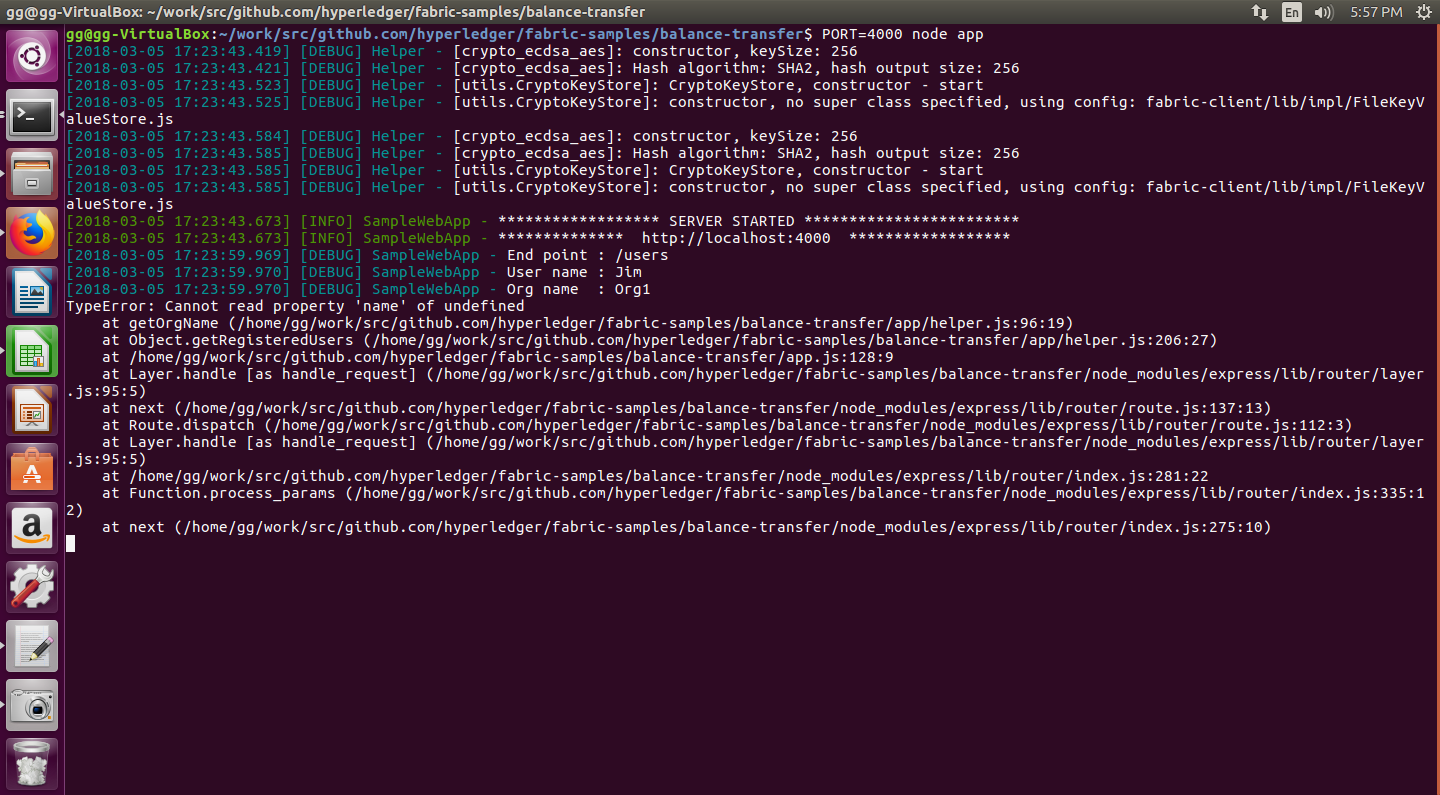 gg@gg-VirtualBox: ~/work/src/github.com/hyperledger/fabric-samples/balance-transfer
En
5:57 PM
gg@gg-VirtualBox:~/work/src/github.com/hyperledger/fabric-samples/balance-transfer$ PORT=4000 node app
[2018-03-05 17:23:43.419] [DEBUG] Helper - [crypto_ecdsa_aes]: constructor, keySize: 256
[2018-03-05 17:23:43.421] [DEBUG] Helper - [crypto_ecdsa_aes]: Hash algorithm: SHA2, hash output size: 256
[2018-03-05 17:23:43.523] [DEBUG] Helper - [utils.CryptoKeyStore]: CryptoKeyStore, constructor - start
[2018-03-05 17:23:43.525] [DEBUG] Helper - [utils.CryptoKeyStore]: constructor, no super class specified, using config: fabric-client/lib/impl/FileKeyV
alueStore.js
[2018-03-05 17:23:43.584] [DEBUG] Helper - [crypto_ecdsa_aes]: constructor, keySize: 256
[2018-03-05 17:23:43.585] [DEBUG] Helper - [crypto_ecdsa_aes]: Hash algorithm: SHA2, hash output size: 256
[2018-03-05 17:23:43.585] [DEBUG] Helper - [utils.CryptoKeyStore]: CryptoKeyStore, constructor - start
[2018-03-05 17:23:43.585] [DEBUG] Helper - [utils.CryptoKeyStore]: constructor, no super class specified, using config: fabric-client/lib/impl/FileKeyV
alueStore.js
[2018-03-05 17:23:43.673] [INFO] SampleWebApp - ****************** SERVER STARTED ************************
[2018-03-05 17:23:43.673] [INFO] SampleWebApp - **************  http://localhost:4000  ******************
[2018-03-05 17:23:59.969] [DEBUG] SampleWebApp - End point : /users
[2018-03-05 17:23:59.970] [DEBUG] SampleWebApp - User name : Jim
[2018-03-05 17:23:59.970] [DEBUG] SampleWebApp - Org name  : Org1
TypeError: Cannot read property 'name' of undefined
    at getOrgName (/home/gg/work/src/github.com/hyperledger/fabric-samples/balance-transfer/app/helper.js:96:19)
    at Object.getRegisteredUsers (/home/gg/work/src/github.com/hyperledger/fabric-samples/balance-transfer/app/helper.js:206:27)
    at /home/gg/work/src/github.com/hyperledger/fabric-samples/balance-transfer/app.js:128:9
    at Layer.handle [as handle_request] (/home/gg/work/src/github.com/hyperledger/fabric-samples/balance-transfer/node_modules/express/lib/router/layer
.js:95:5)
    at next (/home/gg/work/src/github.com/hyperledger/fabric-samples/balance-transfer/node_modules/express/lib/router/route.js:137:13)
    at Route.dispatch (/home/gg/work/src/github.com/hyperledger/fabric-samples/balance-transfer/node_modules/express/lib/router/route.js:112:3)
    at Layer.handle [as handle_request] (/home/gg/work/src/github.com/hyperledger/fabric-samples/balance-transfer/node_modules/express/lib/router/layer
.js:95:5)
    at /home/gg/work/src/github.com/hyperledger/fabric-samples/balance-transfer/node_modules/express/lib/router/index.js:281:22
    at Function.process_params (/home/gg/work/src/github.com/hyperledger/fabric-samples/balance-transfer/node_modules/express/lib/router/index.js:335:1
2)
    at next (/home/gg/work/src/github.com/hyperledger/fabric-samples/balance-transfer/node_modules/express/lib/router/index.js:275:10)